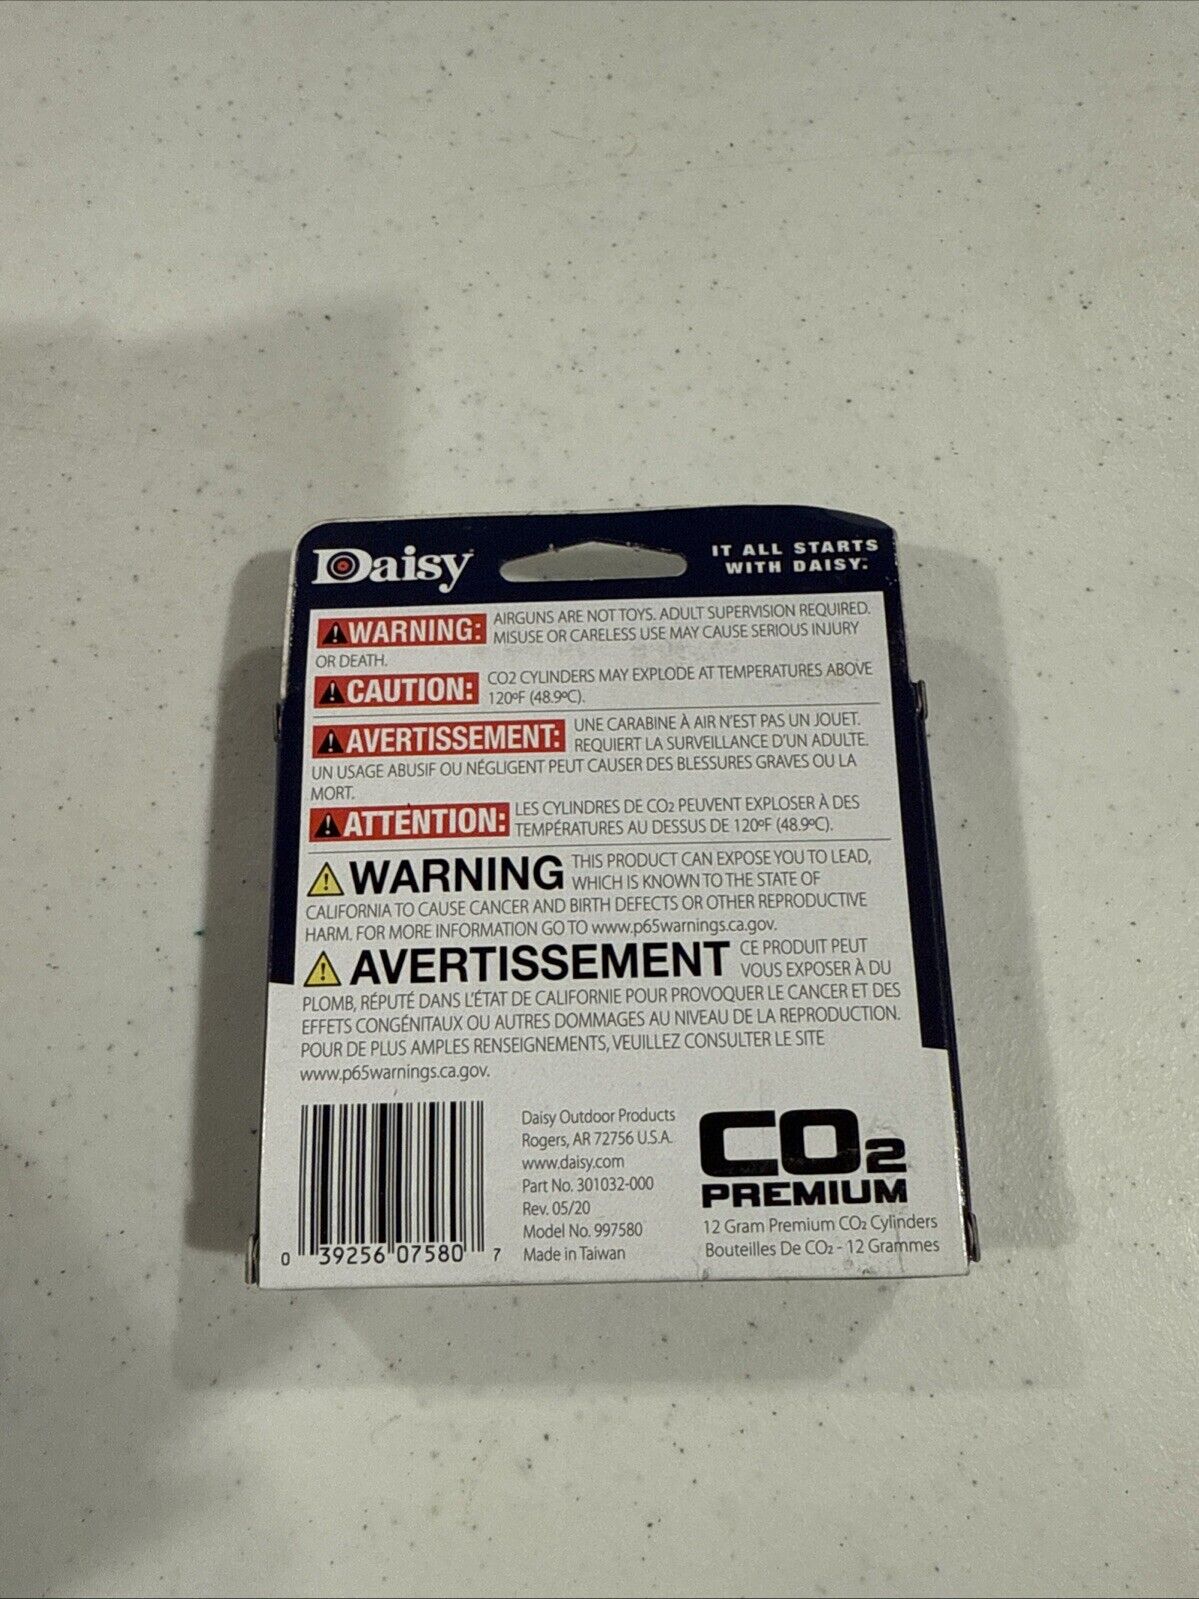 Daisy
IT ALL STARTS
WITH DAISY.™
WARNING: AIRGUNS ARE NOT TOYS. ADULT SUPERVISION REQUIRED.
MISUSE OR CARELESS USE MAY CAUSE SERIOUS INJURY
OR DEATH.
CAUTION: CO2 CYLINDERS MAY EXPLODE AT TEMPERATURES ABOVE
120ºF (48.9ºC).
AVERTISSEMENT: UNE CARABINE À AIR N'EST PAS UN JOUET.
REQUIERT LA SURVEILLANCE D'UN ADULTE.
UN USAGE ABUSIF OU NÉGLIGENT PEUT CAUSER DES BLESSURES GRAVES OU LA
MORT.
ATTENTION: LES CYLINDRES DE CO2 PEUVENT EXPLOSER À DES
TEMPÉRATURES AU DESSUS DE 120ºF (48.9ºC).
WARNING THIS PRODUCT CAN EXPOSE YOU TO LEAD,
WHICH IS KNOWN TO THE STATE OF
CALIFORNIA TO CAUSE CANCER AND BIRTH DEFECTS OR OTHER REPRODUCTIVE
HARM. FOR MORE INFORMATION GO TO www.p65warnings.ca.gov.
AVERTISSEMENT CE PRODUIT PEUT
VOUS EXPOSER À DU
PLOMB, RÉPUTÉ DANS L'ÉTAT DE CALIFORNIE POUR PROVOQUER LE CANCER ET DES
EFFETS CONGÉNITAUX OU AUTRES DOMMAGES AU NIVEAU DE LA REPRODUCTION.
POUR DE PLUS AMPLES RENSEIGNEMENTS, VEUILLEZ CONSULTER LE SITE
www.p65warnings.ca.gov.
0 39256 07580 7
Daisy Outdoor Products
Rogers, AR 72756 U.S.A.
www.daisy.com
Part No. 301032-000
Rev. 05/20
Model No. 997580
Made in Taiwan
CO2
PREMIUM
12 Gram Premium CO2 Cylinders
Bouteilles De CO2 - 12 Grammes